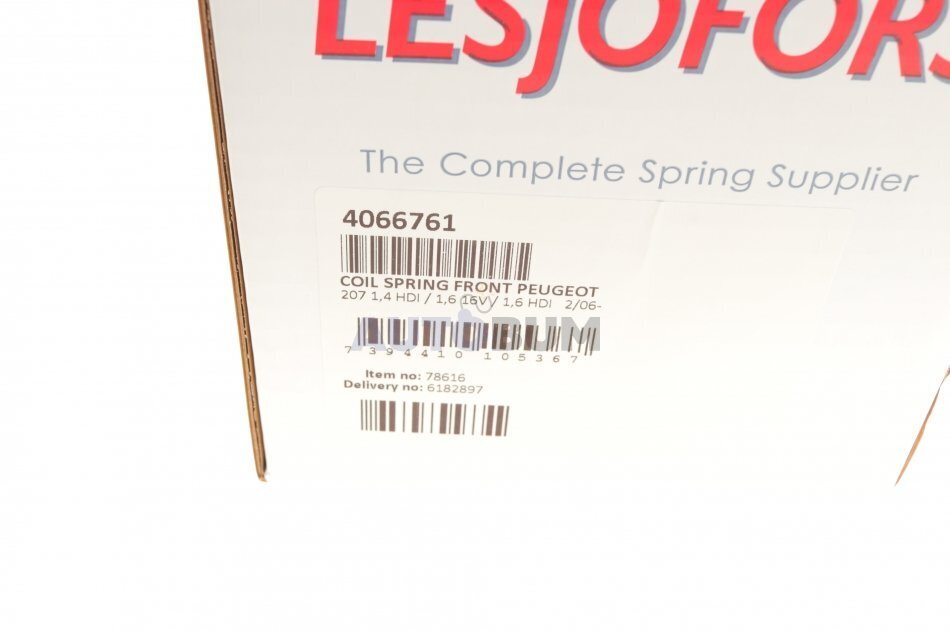 LESJOFORS
The Complete Spring Supplier
4066761
COIL SPRING FRONT PEUGEOT
207 1,4 HDI / 1,6 16V / 1,6 HDI 2/06-
AUTOBUM
7 394410 105367
Item no: 78616
Delivery no: 6182897